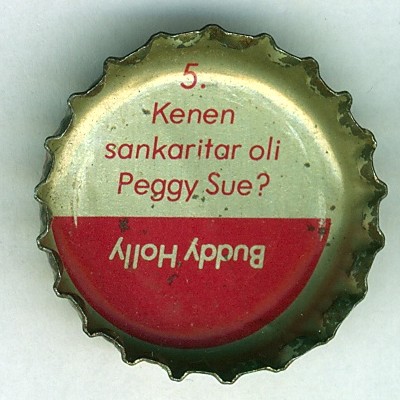 5.
Kenen
sankaritar oli
Peggy Sue?
Buddy Holly